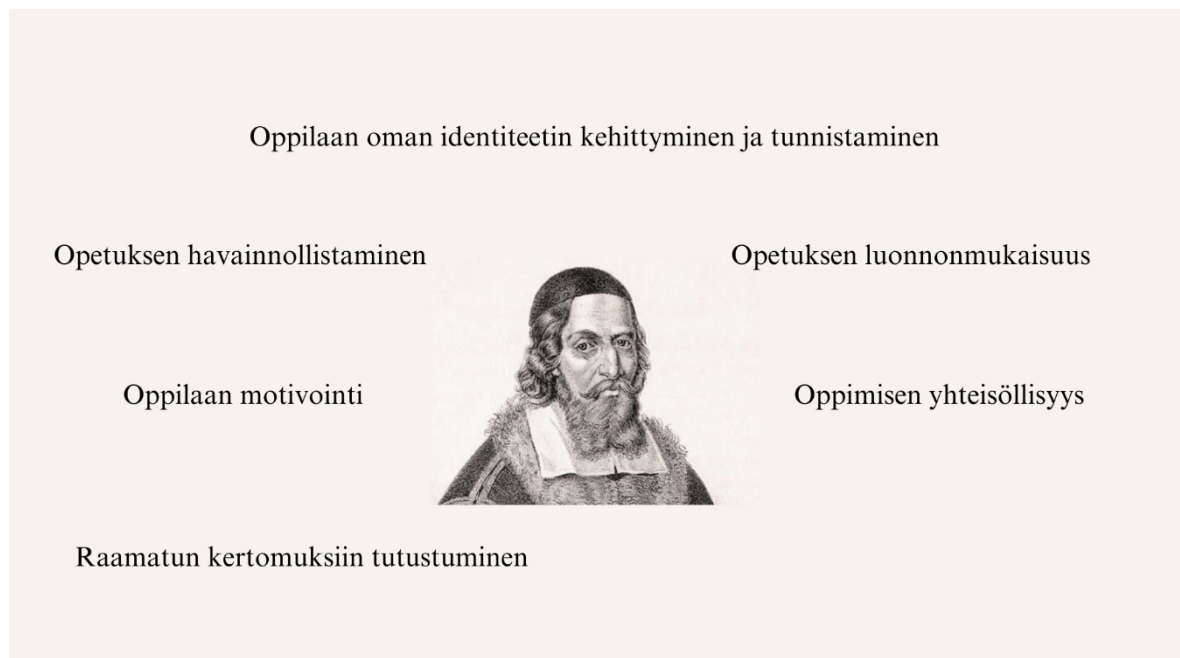 Oppilaan oman identiteetin kehittyminen ja tunnistaminen
Opetuksen havainnollistaminen
Opetuksen luonnonmukaisuus
Oppilaan motivointi
Oppimisen yhteisöllisyys
Raamatun kertomuksiin tutustuminen